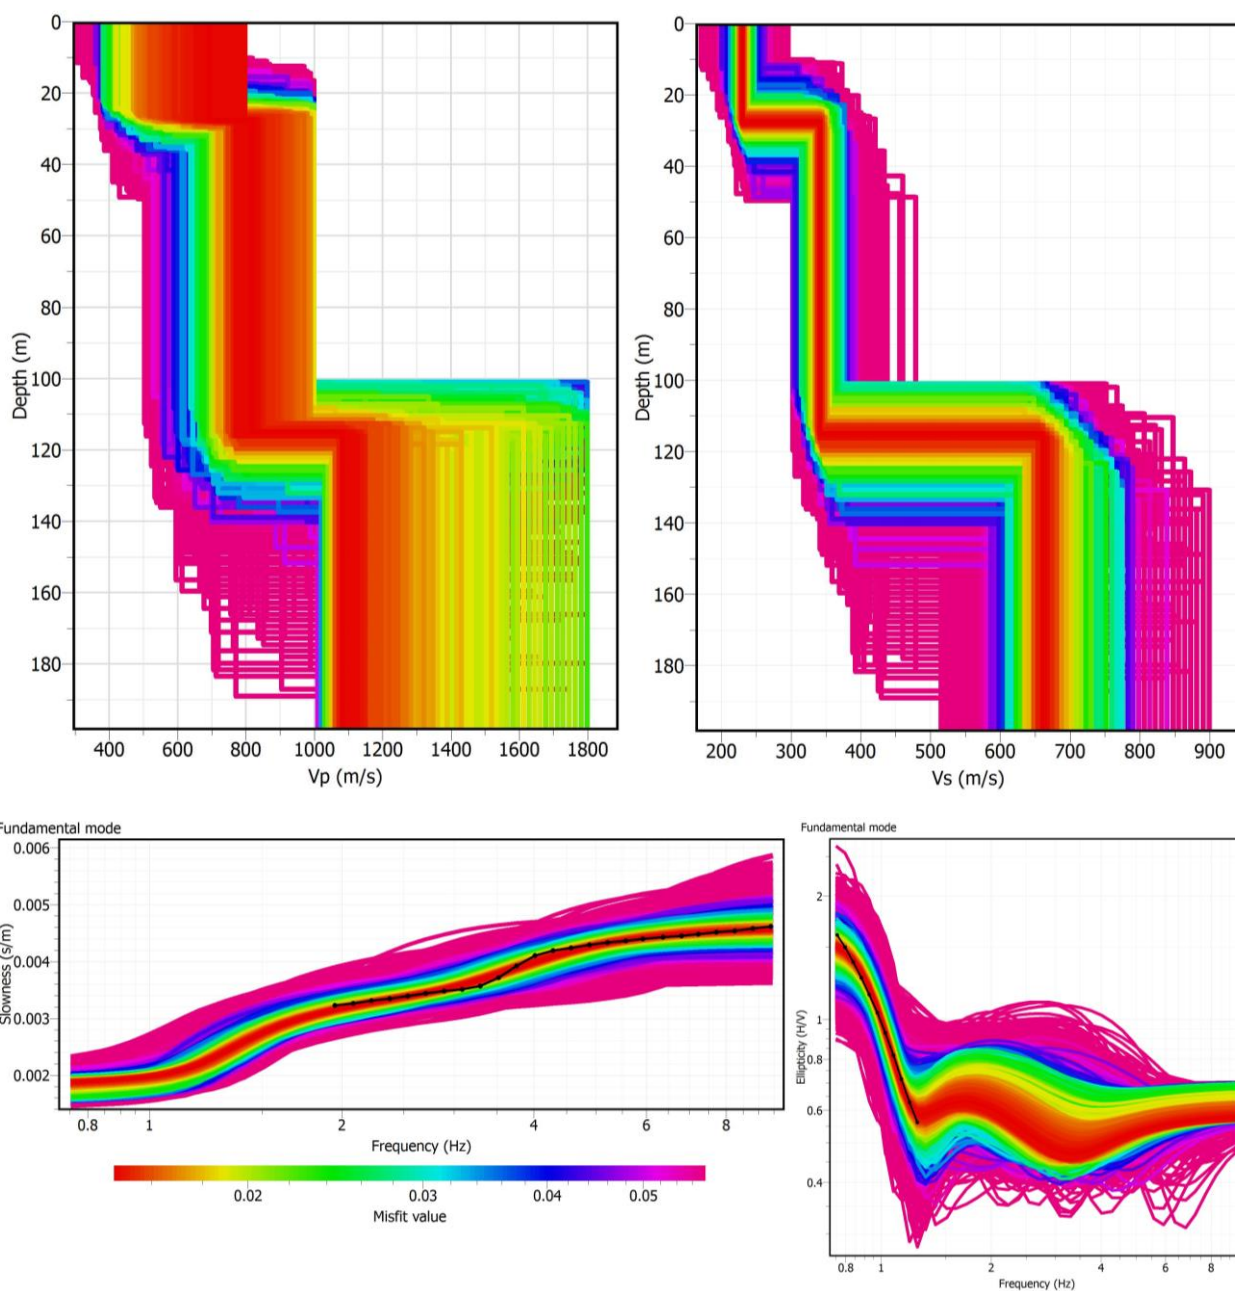 0
20
40
60
80
100
120
140
160
180
Depth (m)
400 600 800 1000 1200 1400 1600 1800
Vp (m/s)
0
20
40
60
80
100
120
140
160
180
Depth (m)
200 300 400 500 600 700 800 900
Vs (m/s)
Fundamental mode
0.006
0.005
0.004
0.003
0.002
Slowness (s/m)
0.8 1 2 4 6 8
Frequency (Hz)
0.02 0.03 0.04 0.05
Misfit value
Fundamental mode
2
1
0.8
0.6
0.4
Ellipticity (H/V)
0.8 1 2 4 6 8
Frequency (Hz)